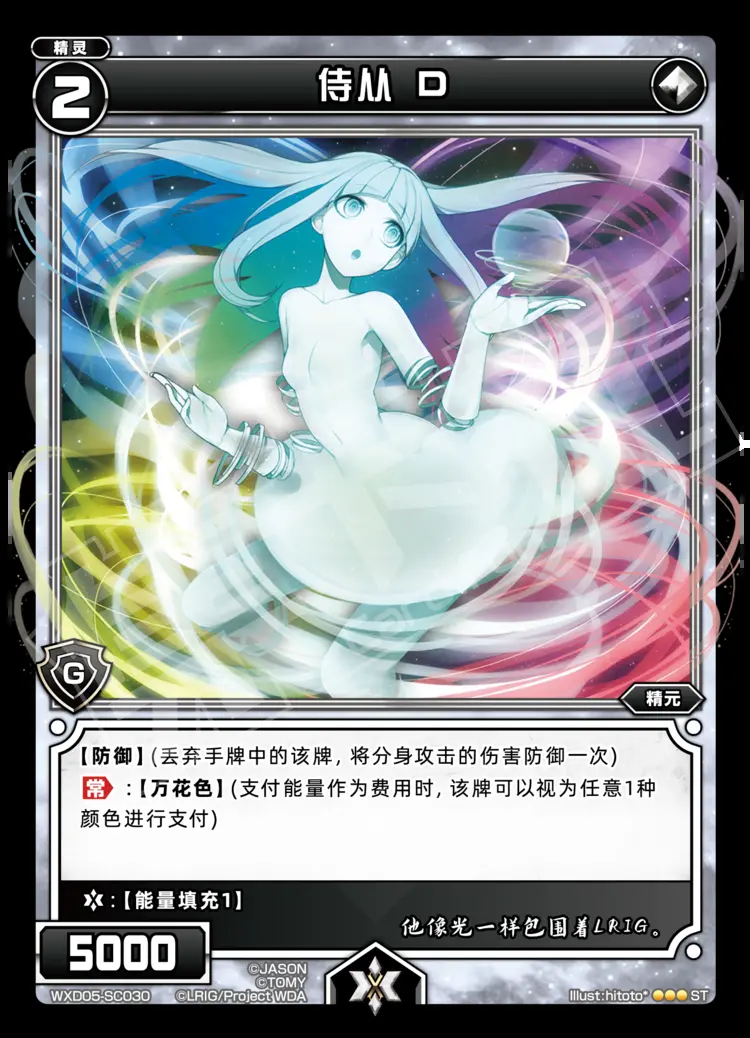 精灵
2
侍从 D
G
精元
【防御】(丢弃手牌中的该牌，将分身攻击的伤害防御一次)
常：【万花色】(支付能量作为费用时，该牌可以视为任意1种
颜色进行支付)
：【能量填充1】
他像光一样包围着LRIG。
5000
©JASON
©TOMY
WXD05-SC030 ©LRIG/Project WDA
Illust:hitoto* ST